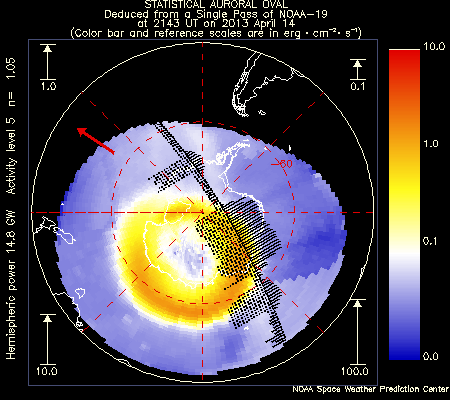 STATISTICAL AURORAL OVAL
Deduced from a Single Pass of NOAA-19
at 2143 UT on 2013 April 14
(Color bar and reference scales are in erg · cm⁻² · s⁻¹)
Hemispheric power 14.8 GW Activity level 5 n= 1.05
1.0
0.1
10.0
100.0
-60
10.0
1.0
0.1
0.0
NOAA Space Weather Prediction Center